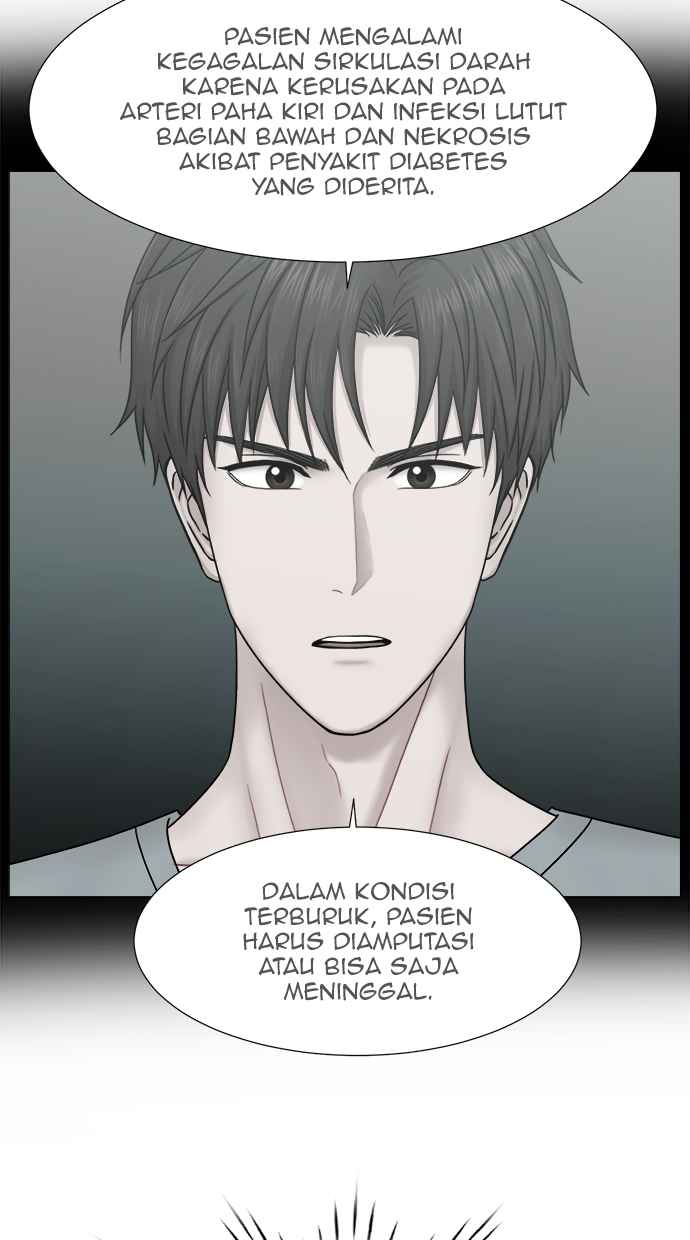 PASIEN MENGALAMI
KEGAGALAN SIRKULASI DARAH
KARENA KERUSAKAN PADA
ARTERI PAHA KIRI DAN INFEKSI LUTUT
BAGIAN BAWAH DAN NEKROSIS
AKIBAT PENYAKIT DIABETES
YANG DIDERITA.
DALAM KONDISI
TERBURUK, PASIEN
HARUS DIAMPUTASI
ATAU BISA SAJA
MENINGGAL.